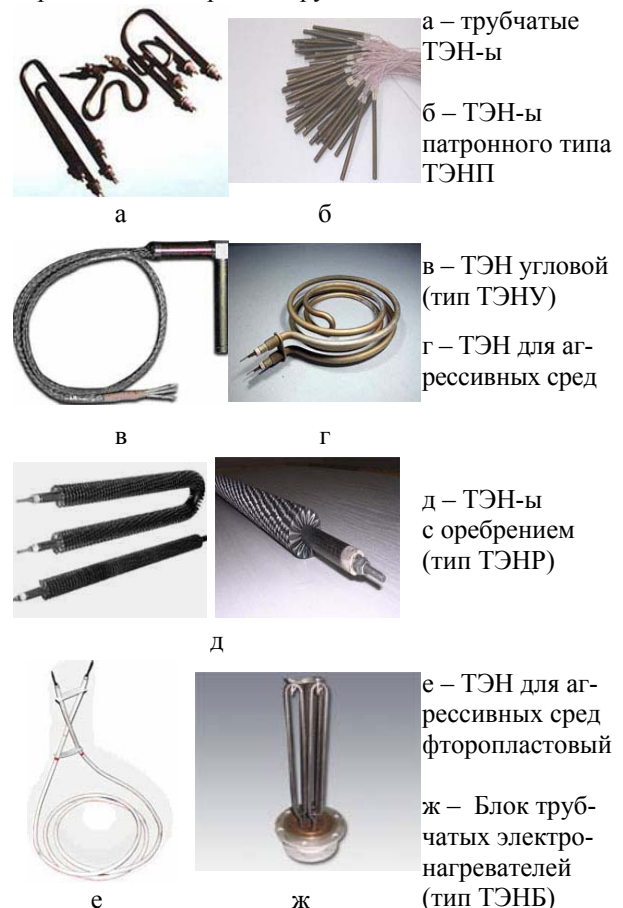 а – трубчатые
ТЭН-ы
б – ТЭН-ы
патронного типа
ТЭНП
а б
в – ТЭН угловой
(тип ТЭНУ)
г – ТЭН для аг-
рессивных сред
в г
д – ТЭН-ы
с оребрением
(тип ТЭНР)
д
е – ТЭН для аг-
рессивных сред
фторопластовый
ж – Блок труб-
чатых электро-
нагревателей
(тип ТЭНБ)
е ж